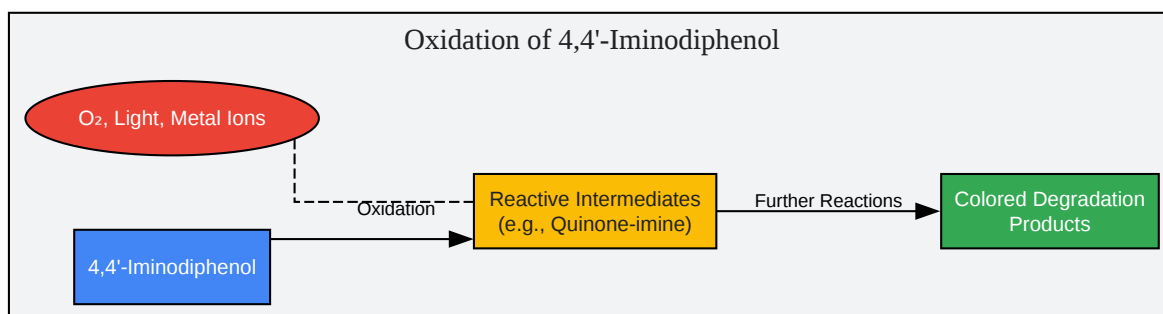 Oxidation of 4,4'-Iminodiphenol
O₂, Light, Metal Ions
Oxidation
4,4'-Iminodiphenol
Reactive Intermediates
(e.g., Quinone-imine)
Further Reactions
Colored Degradation
Products